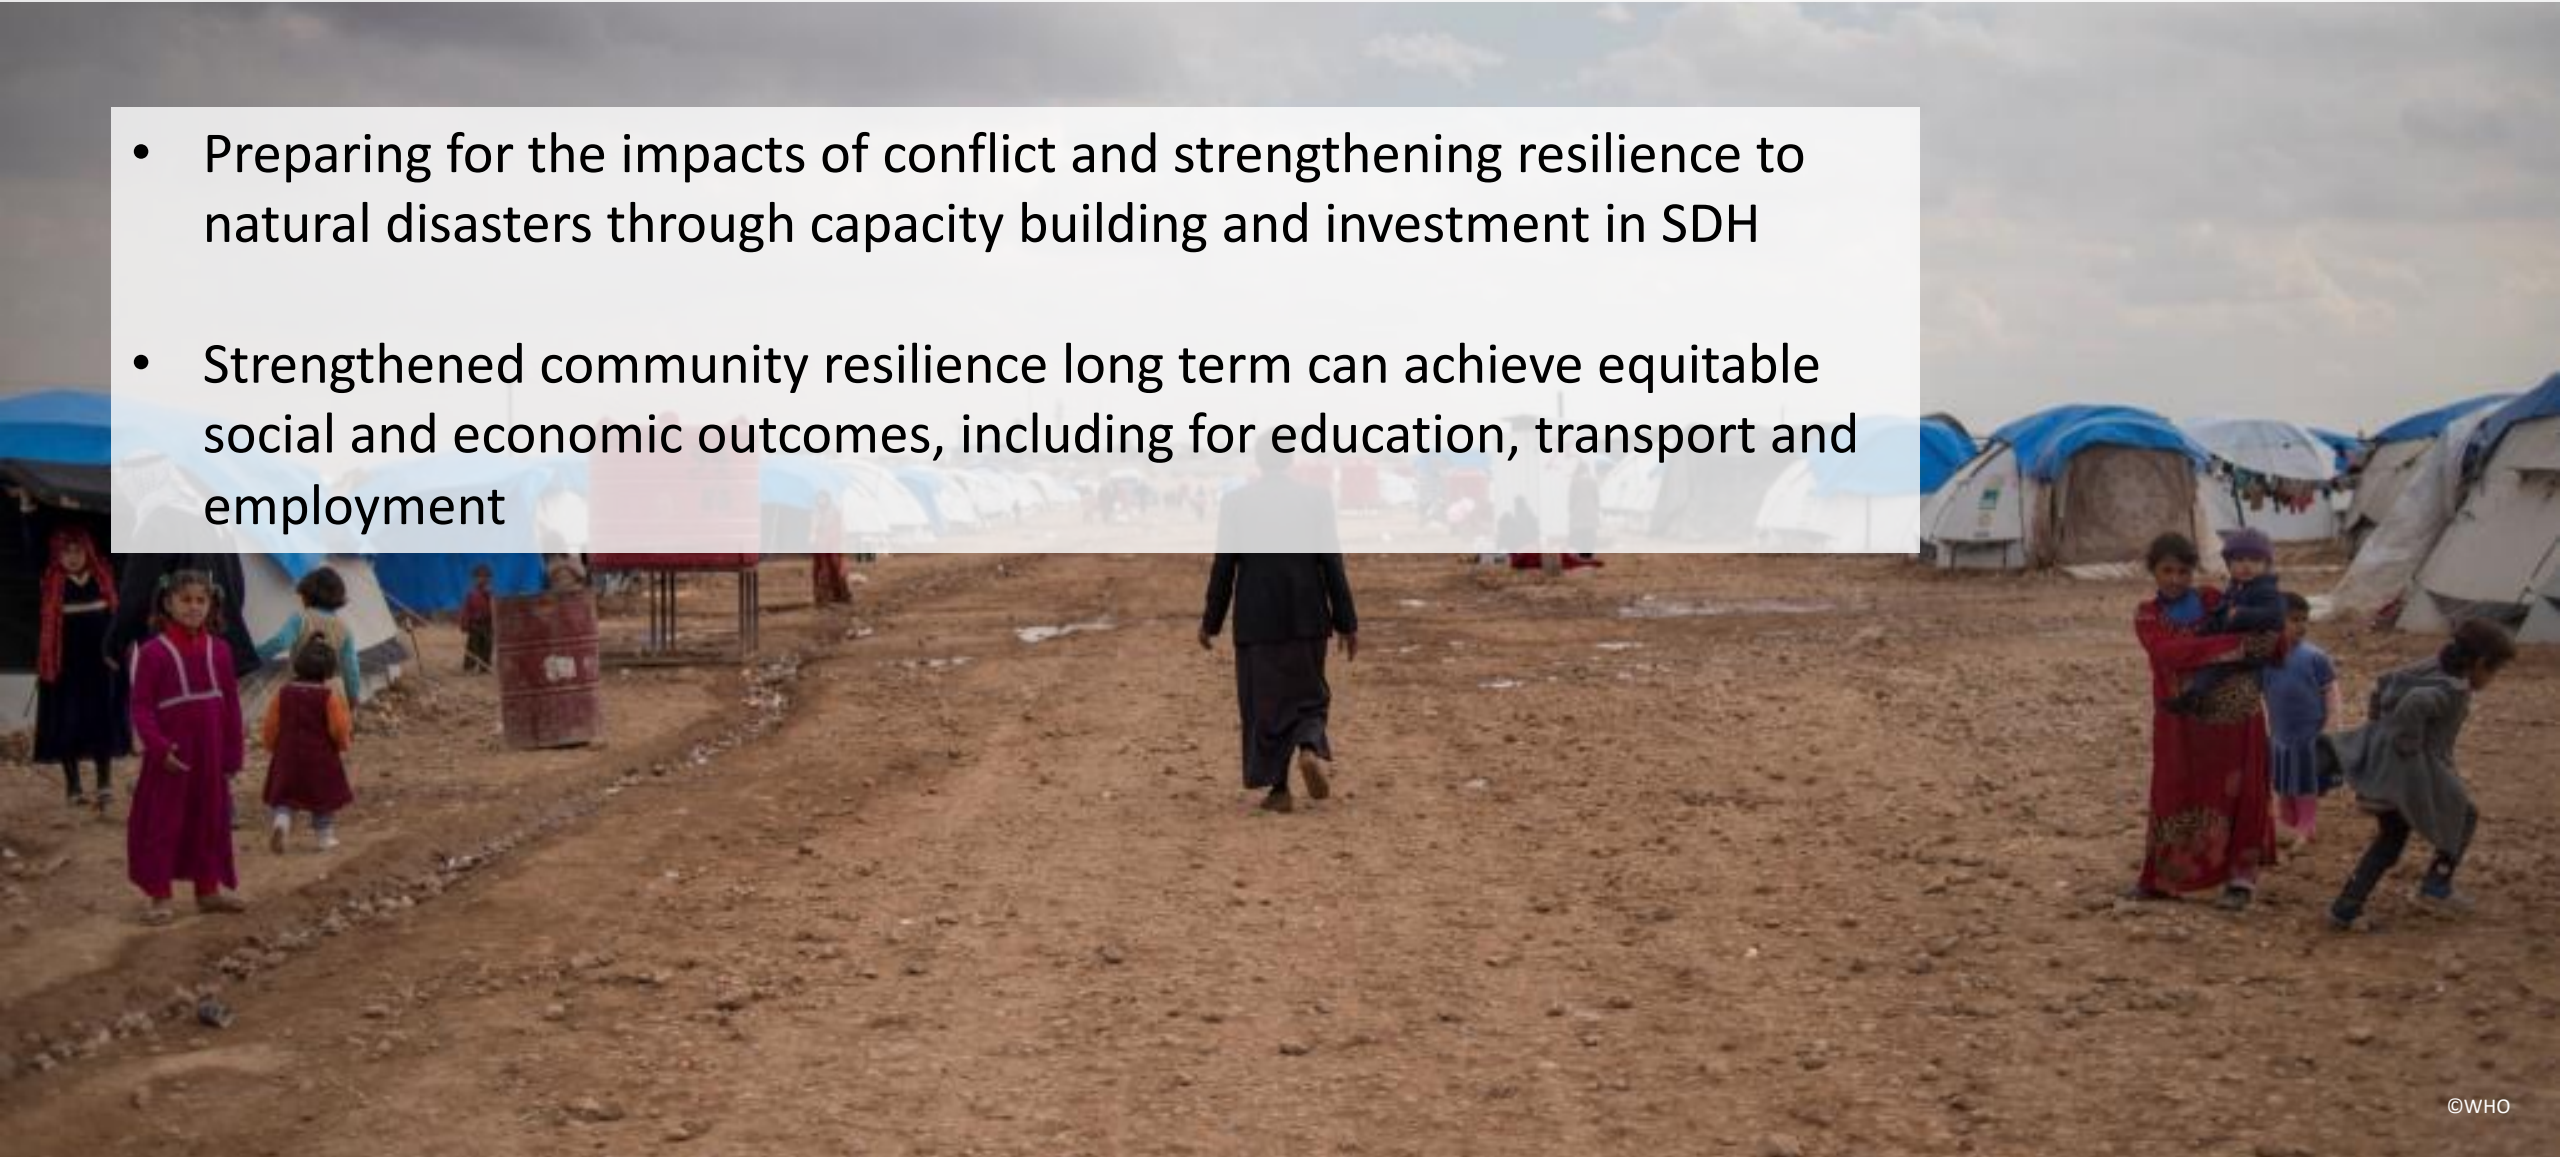 • Preparing for the impacts of conflict and strengthening resilience to
natural disasters through capacity building and investment in SDH
• Strengthened community resilience long term can achieve equitable
social and economic outcomes, including for education, transport and
employment
©WHO